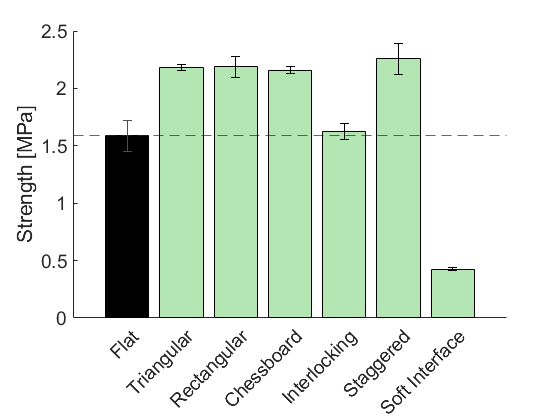 Strength [MPa]
2.5
2
1.5
1
0.5
0
Flat
Triangular
Rectangular
Chessboard
Interlocking
Staggered
Soft Interface